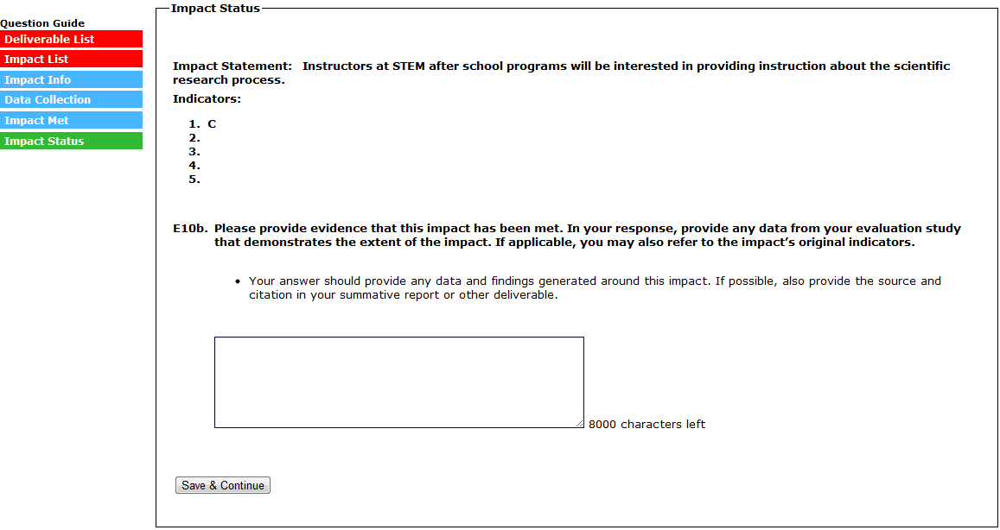 Impact Status
Question Guide
Deliverable List
Impact List
Impact Info
Data Collection
Impact Met
Impact Status
Impact Statement: Instructors at STEM after school programs will be interested in providing instruction about the scientific
research process.
Indicators:
1. C
2.
3.
4.
5.
E10b. Please provide evidence that this impact has been met. In your response, provide any data from your evaluation study
that demonstrates the extent of the impact. If applicable, you may also refer to the impact’s original indicators.
• Your answer should provide any data and findings generated around this impact. If possible, also provide the source and
citation in your summative report or other deliverable.
8000 characters left
Save & Continue